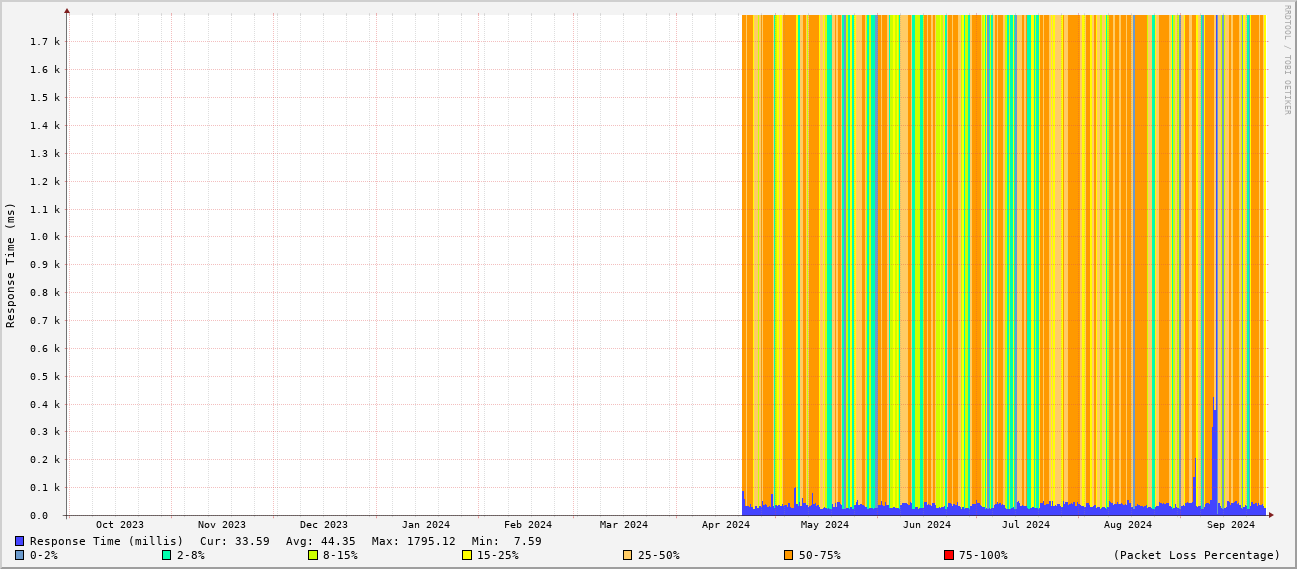 RRDTOOL / TOBI OETIKER
Response Time (ms)
1.7 k
1.6 k
1.5 k
1.4 k
1.3 k
1.2 k
1.1 k
1.0 k
0.9 k
0.8 k
0.7 k
0.6 k
0.5 k
0.4 k
0.3 k
0.2 k
0.1 k
0.0
Oct 2023 Nov 2023 Dec 2023 Jan 2024 Feb 2024 Mar 2024 Apr 2024 May 2024 Jun 2024 Jul 2024 Aug 2024 Sep 2024
Response Time (millis) Cur: 33.59 Avg: 44.35 Max: 1795.12 Min: 7.59
0-2% 2-8% 8-15% 15-25% 25-50% 50-75% 75-100% (Packet Loss Percentage)